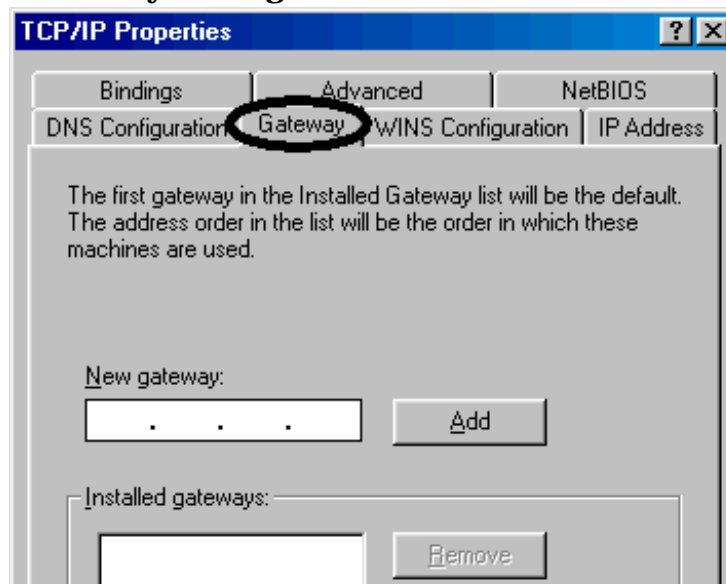 TCP/IP Properties
Bindings Advanced NetBIOS
DNS Configuration Gateway WINS Configuration IP Address
The first gateway in the Installed Gateway list will be the default.
The address order in the list will be the order in which these
machines are used.
New gateway:
. . . Add
Installed gateways:
Remove